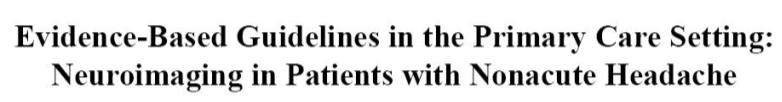 Evidence-Based Guidelines in the Primary Care Setting:
Neuroimaging in Patients with Nonacute Headache